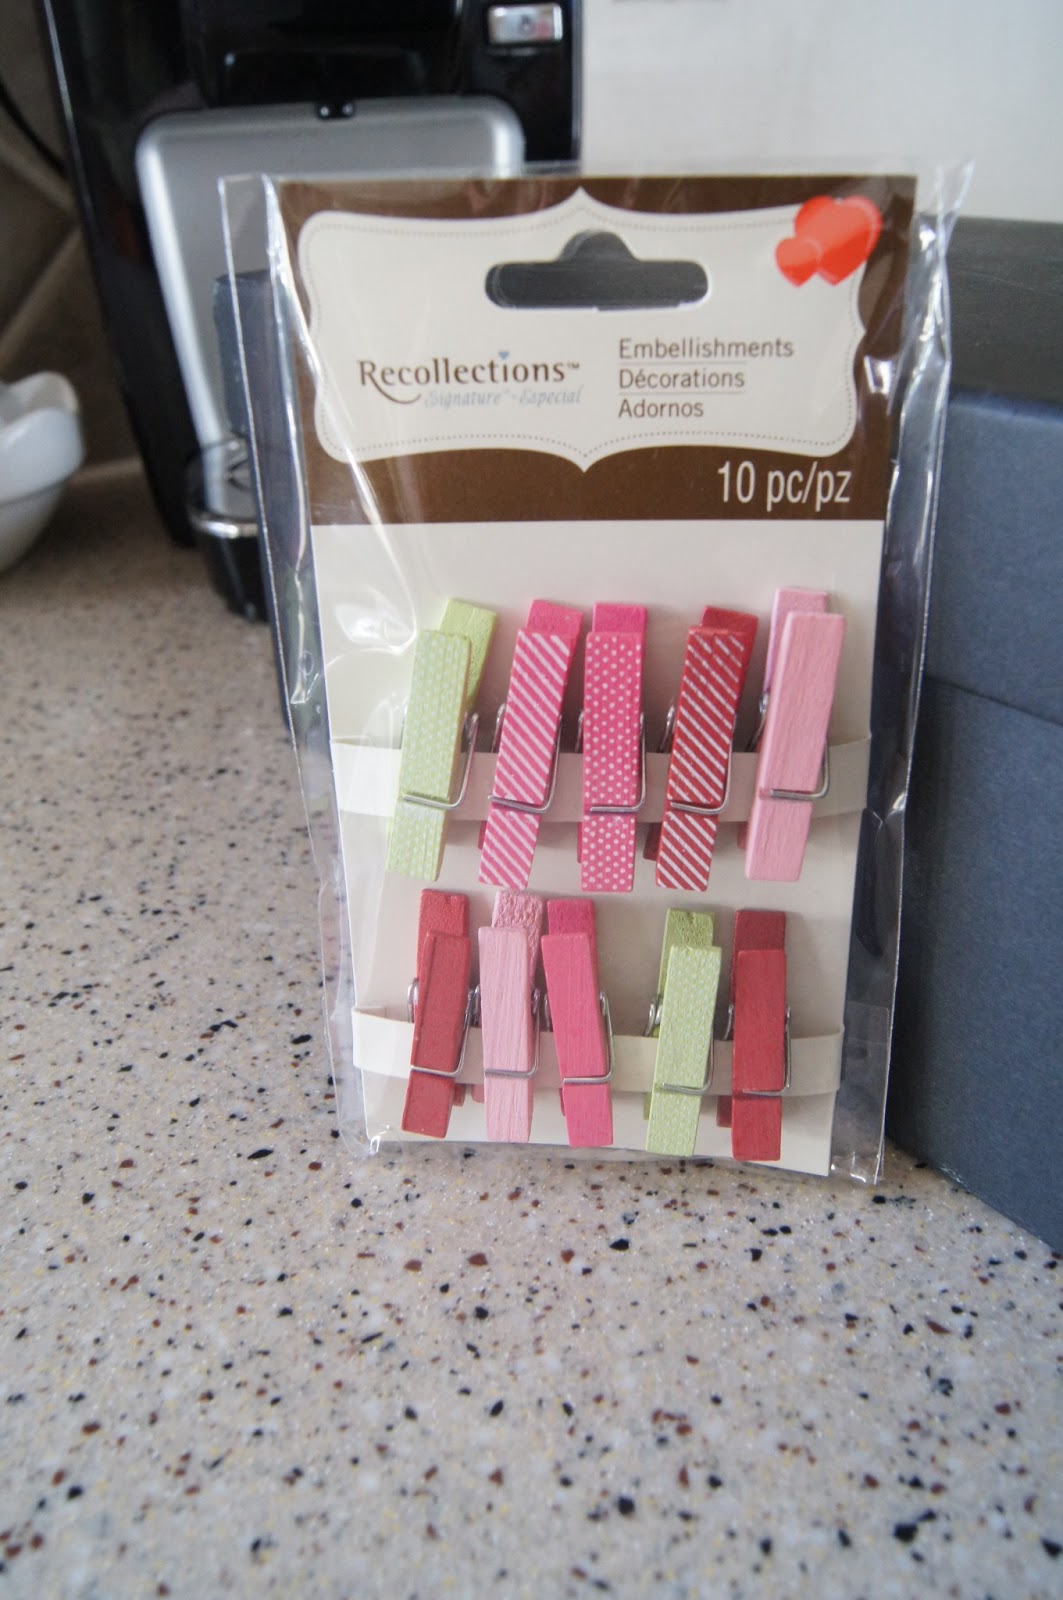 Recollections™
Signature™ - Especial
Embellishments
Décorations
Adornos
10 pc/pz